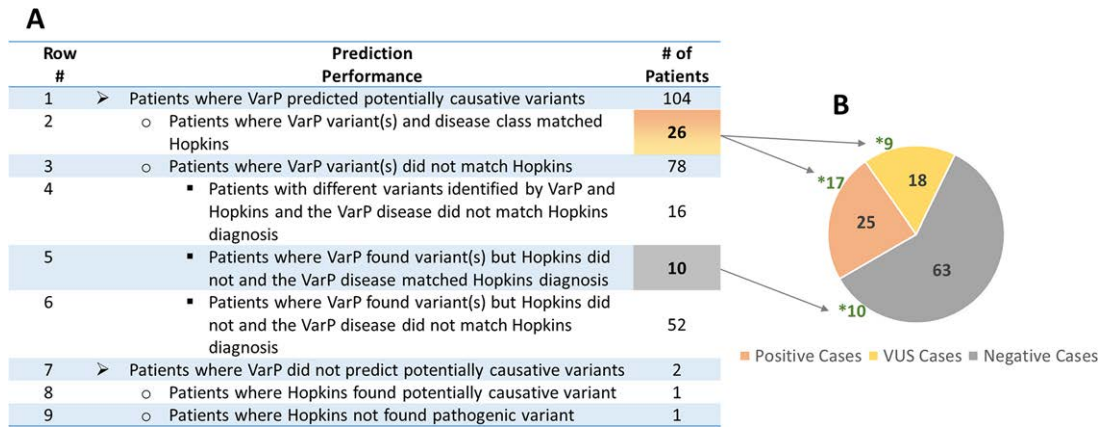 A
Row
#
Prediction
Performance
# of
Patients
1 ➢ Patients where VarP predicted potentially causative variants 104
2 o Patients where VarP variant(s) and disease class matched
Hopkins
26
3 o Patients where VarP variant(s) did not match Hopkins 78
4 ▪ Patients with different variants identified by VarP and
Hopkins and the VarP disease did not match Hopkins
diagnosis
16
5 ▪ Patients where VarP found variant(s) but Hopkins did
not and the VarP disease matched Hopkins diagnosis
10
6 ▪ Patients where VarP found variant(s) but Hopkins did
not and the VarP disease did not match Hopkins
diagnosis
52
7 ➢ Patients where VarP did not predict potentially causative variants 2
8 o Patients where Hopkins found potentially causative variant 1
9 o Patients where Hopkins not found pathogenic variant 1
B
*9
*17
18
25
63
*10
Positive Cases VUS Cases Negative Cases